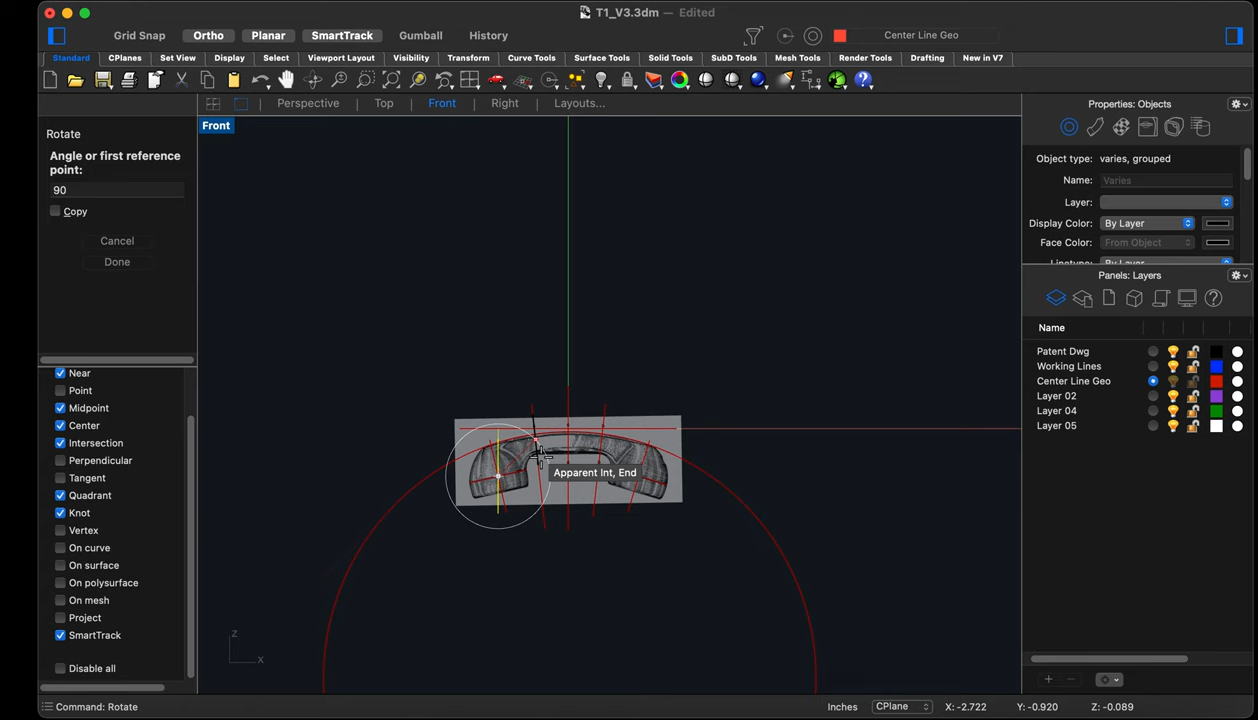 T1_V3.3dm — Edited
Grid Snap Ortho Planar SmartTrack Gumball History Center Line Geo
Standard CPlanes Set View Display Select Viewport Layout Visibility Transform Curve Tools Surface Tools Solid Tools SubD Tools Mesh Tools Render Tools Drafting New in V7
Perspective Top Front Right Layouts...
Front
Rotate
Angle or first reference
point:
90
Copy
Cancel
Done
Near
Point
Midpoint
Center
Intersection
Perpendicular
Tangent
Quadrant
Knot
Vertex
On curve
On surface
On polysurface
On mesh
Project
SmartTrack
Disable all
Apparent Int, End
Z
X
Properties: Objects
Object type: varies, grouped
Name: Varies
Layer:
Display Color: By Layer
Face Color: From Object
Linetype: By Layer
Panels: Layers
Name
Patent Dwg
Working Lines
Center Line Geo
Layer 02
Layer 04
Layer 05
Command: Rotate
Inches CPlane X: -2.722 Y: -0.920 Z: -0.089